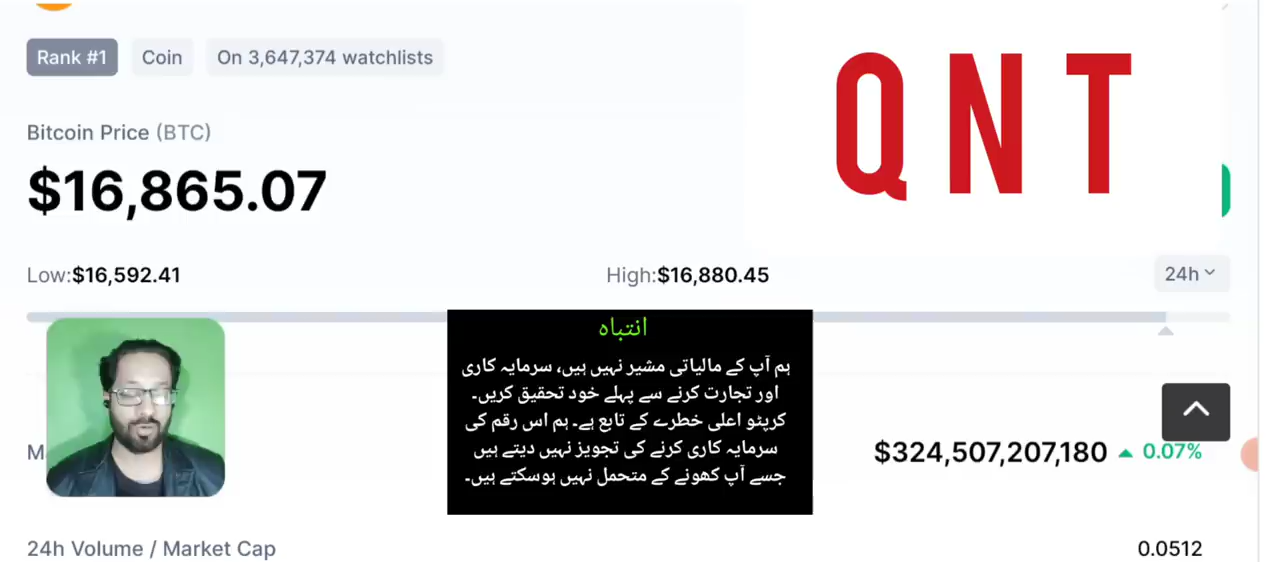 Rank #1 Coin On 3,647,374 watchlists
QNT
Bitcoin Price (BTC)
$16,865.07
Low:$16,592.41 High:$16,880.45 24h
انتباہ
ہم آپ کے مالیاتی مشیر نہیں ہیں، سرمایہ کاری
اور تجارت کرنے سے پہلے خود تحقیق کریں۔
کرپٹو اعلی خطرے کے تابع ہے۔ ہم اس رقم کی
سرمایہ کاری کرنے کی تجویز نہیں دیتے ہیں
جسے آپ کھونے کے متحمل نہیں ہوسکتے ہیں۔
$324,507,207,180 0.07%
24h Volume / Market Cap 0.0512